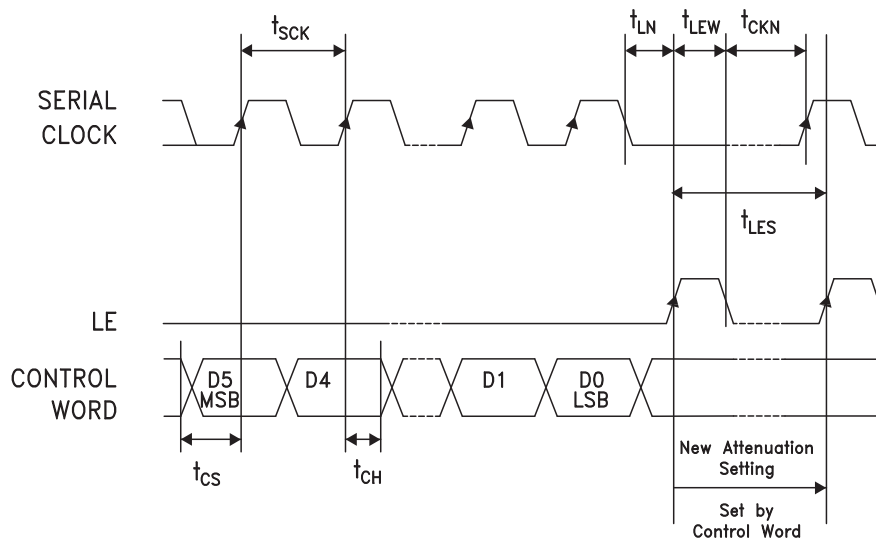 tSCK
tLN
tLEW
tCKN
SERIAL
CLOCK
tLES
LE
CONTROL
WORD
D5
MSB
D4
D1
D0
LSB
tCS
tCH
New Attenuation
Setting
Set by
Control Word